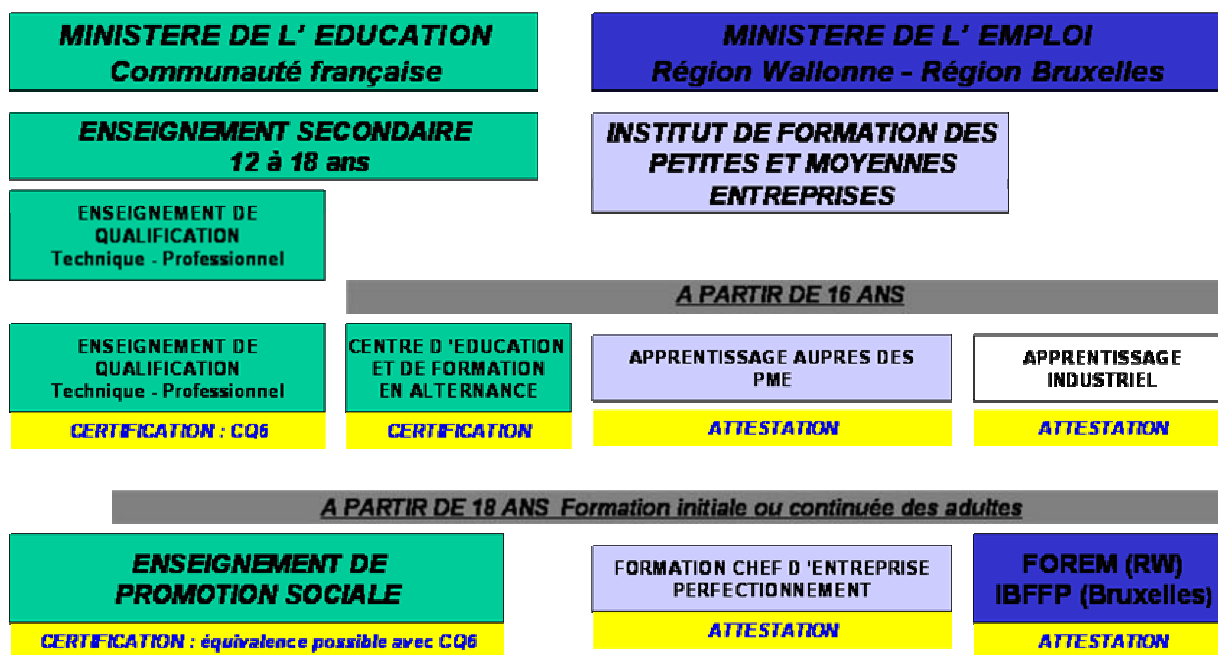 MINISTERE DE L' EDUCATION
Communauté française
MINISTERE DE L' EMPLOI
Région Wallonne - Région Bruxelles
ENSEIGNEMENT SECONDAIRE
12 à 18 ans
INSTITUT DE FORMATION DES
PETITES ET MOYENNES
ENTREPRISES
ENSEIGNEMENT DE
QUALIFICATION
Technique - Professionnel
A PARTIR DE 16 ANS
ENSEIGNEMENT DE
QUALIFICATION
Technique - Professionnel
CERTIFICATION : CQ6
CENTRE D 'EDUCATION
ET DE FORMATION
EN ALTERNANCE
CERTIFICATION
APPRENTISSAGE AUPRES DES
PME
ATTESTATION
APPRENTISSAGE
INDUSTRIEL
ATTESTATION
A PARTIR DE 18 ANS Formation initiale ou continuée des adultes
ENSEIGNEMENT DE
PROMOTION SOCIALE
CERTIFICATION : équivalence possible avec CQ6
FORMATION CHEF D 'ENTREPRISE
PERFECTIONNEMENT
ATTESTATION
FOREM (RW)
IBFFP (Bruxelles)
ATTESTATION